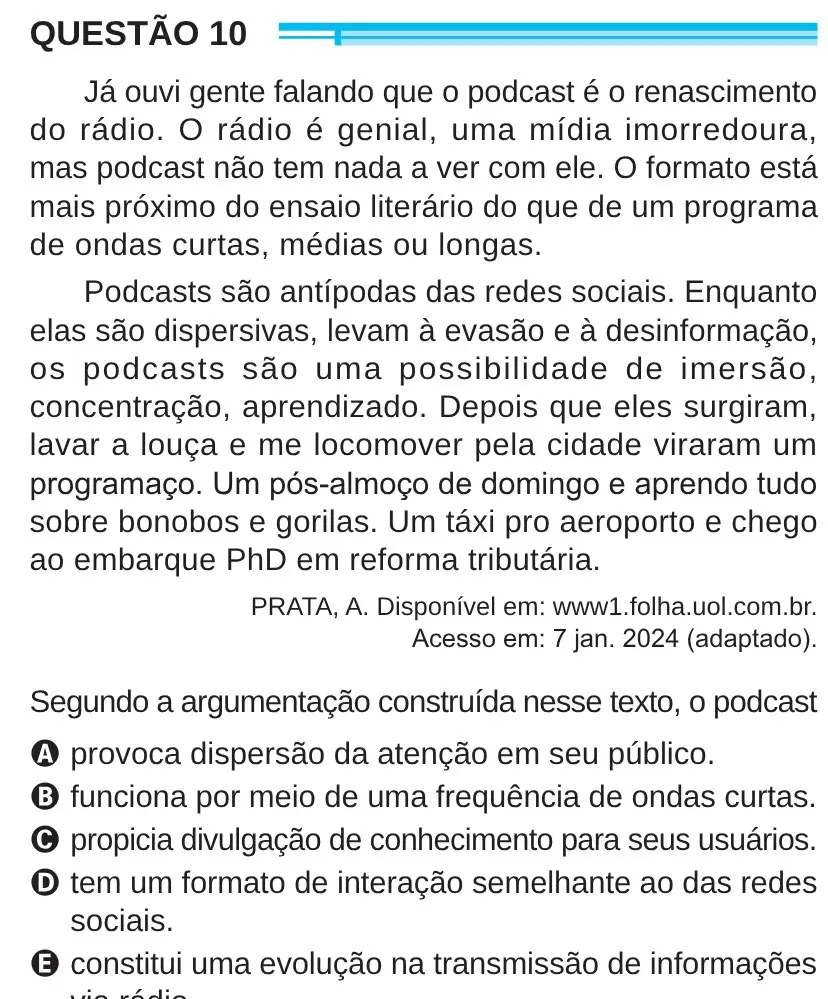 QUESTÃO 10
Já ouvi gente falando que o podcast é o renascimento
do rádio. O rádio é genial, uma mídia imorredoura,
mas podcast não tem nada a ver com ele. O formato está
mais próximo do ensaio literário do que de um programa
de ondas curtas, médias ou longas.
Podcasts são antípodas das redes sociais. Enquanto
elas são dispersivas, levam à evasão e à desinformação,
os podcasts são uma possibilidade de imersão,
concentração, aprendizado. Depois que eles surgiram,
lavar a louça e me locomover pela cidade viraram um
programaço. Um pós-almoço de domingo e aprendo tudo
sobre bonobos e gorilas. Um táxi pro aeroporto e chego
ao embarque PhD em reforma tributária.
PRATA, A. Disponível em: www1.folha.uol.com.br.
Acesso em: 7 jan. 2024 (adaptado).
Segundo a argumentação construída nesse texto, o podcast
A provoca dispersão da atenção em seu público.
B funciona por meio de uma frequência de ondas curtas.
C propicia divulgação de conhecimento para seus usuários.
D tem um formato de interação semelhante ao das redes
sociais.
E constitui uma evolução na transmissão de informações
via rádio.